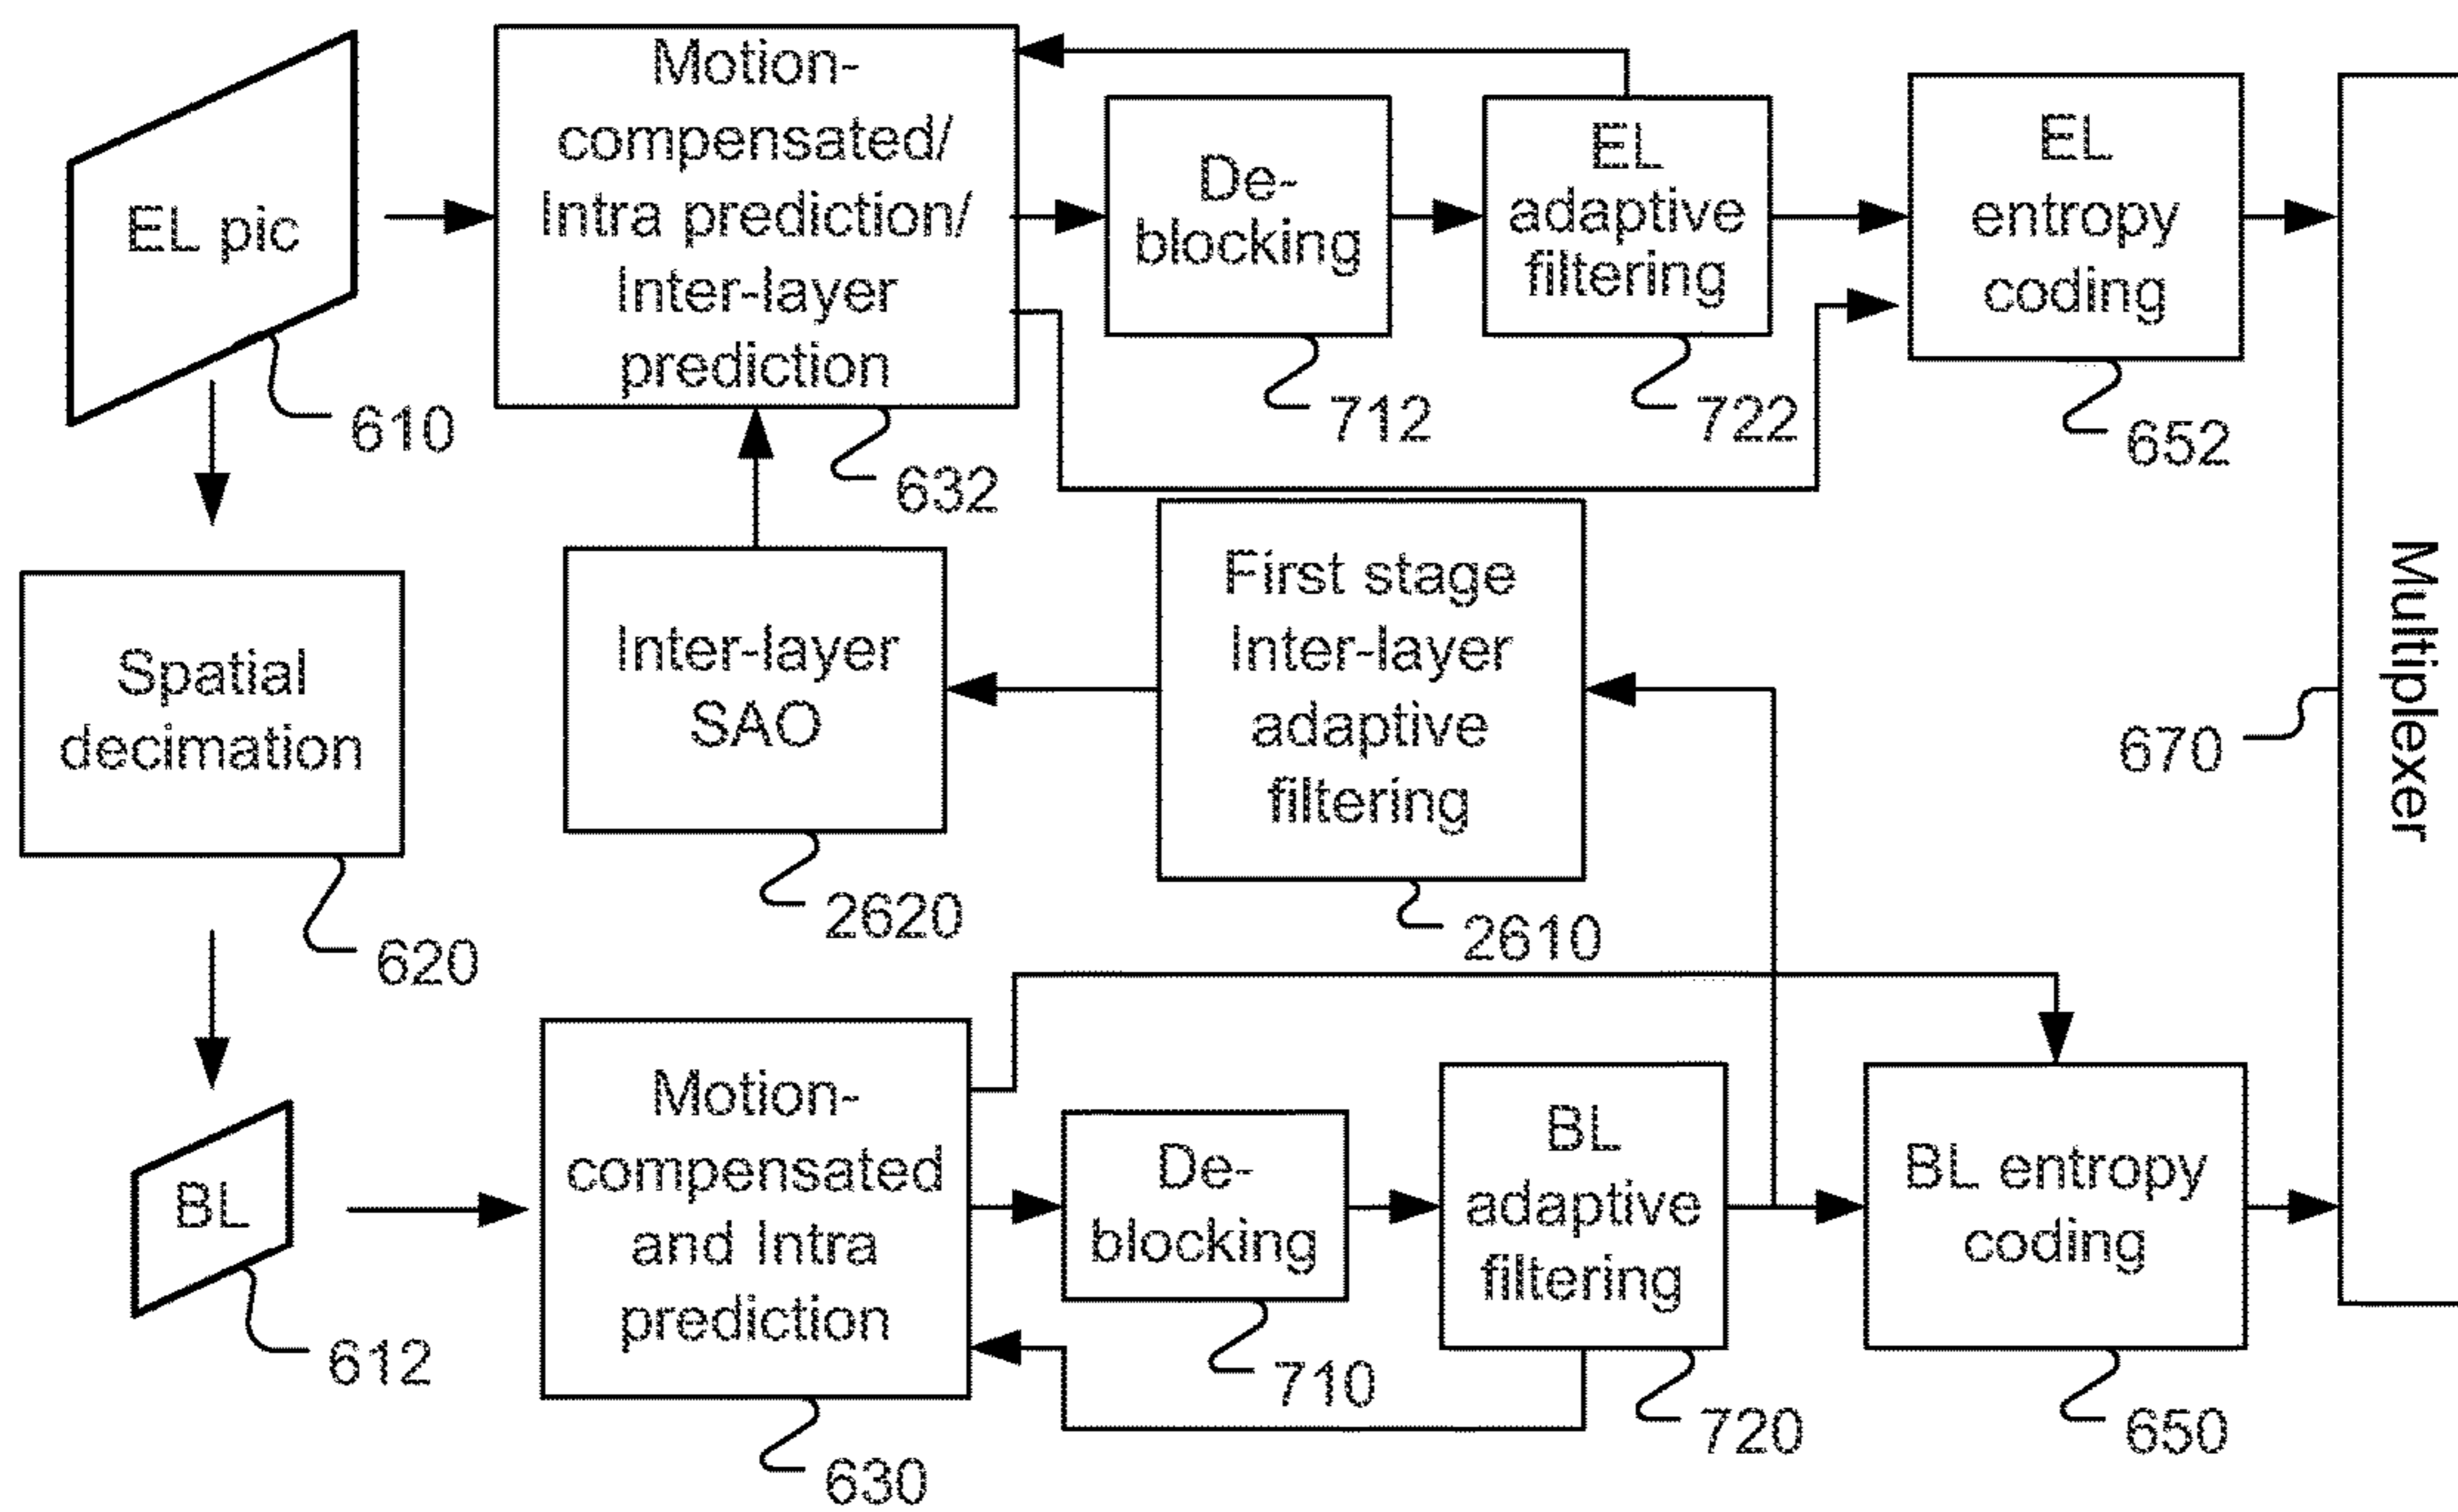 EL pic
610
Motion-
compensated/
Intra prediction/
Inter-layer
prediction
632
De-
blocking
712
EL
adaptive
filtering
722
EL
entropy
coding
652
Multiplexer
670
Spatial
decimation
620
Inter-layer
SAO
2620
First stage
Inter-layer
adaptive
filtering
2610
BL
612
Motion-
compensated
and Intra
prediction
630
De-
blocking
710
BL
adaptive
filtering
720
BL entropy
coding
650